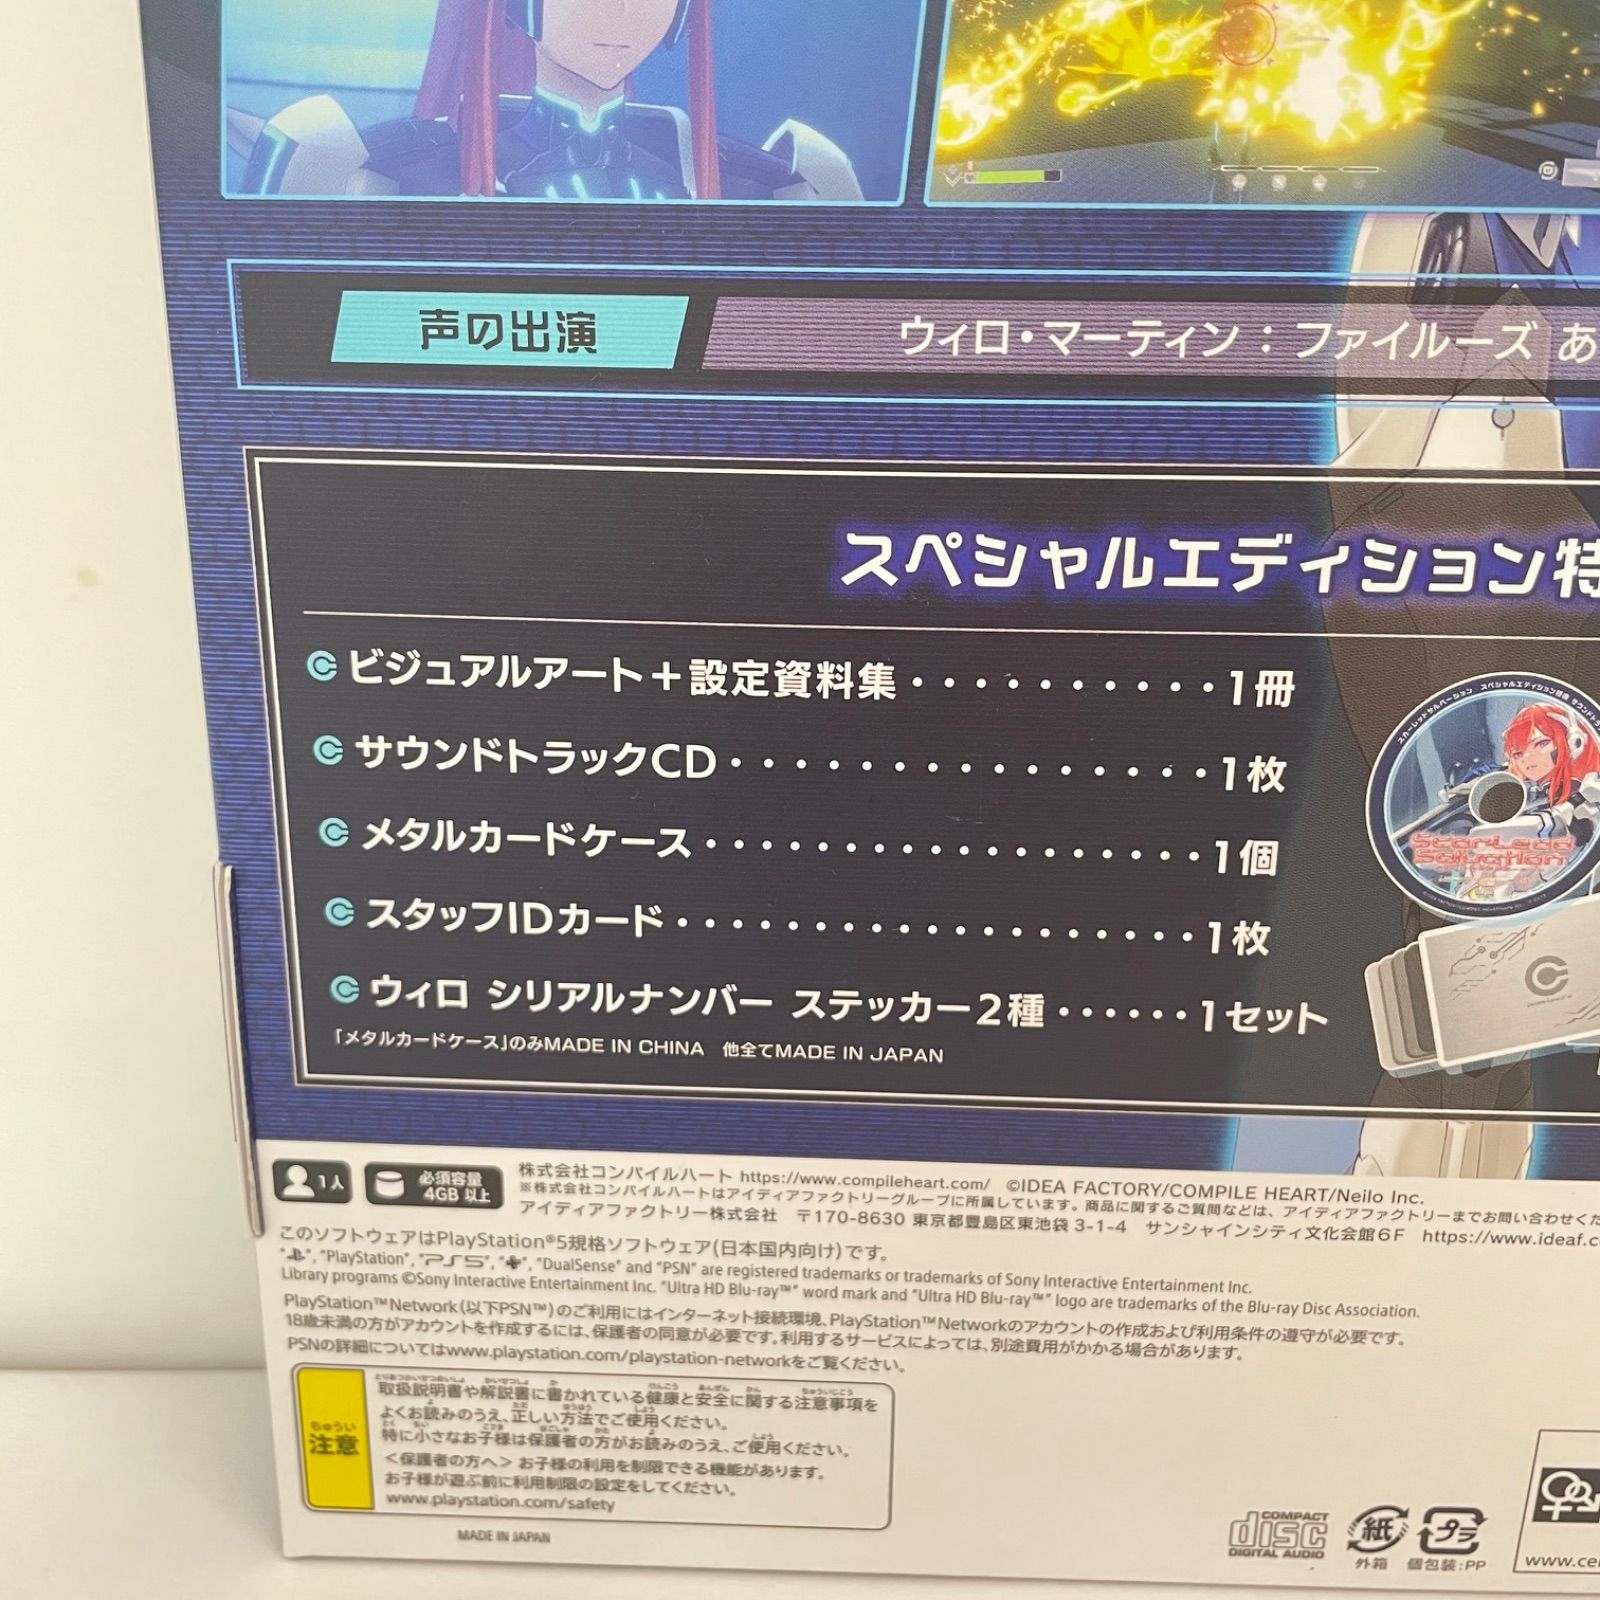 声の出演
ウィロ・マーティン：ファイルーズ あ
スペシャルエディション特
ビジュアルアート＋設定資料集・・・・・・・・・・・1冊
サウンドトラックCD・・・・・・・・・・・・・・・・1枚
メタルカードケース・・・・・・・・・・・・・・・・・・1個
スタッフIDカード・・・・・・・・・・・・・・・・・・・1枚
ウィロ シリアルナンバー ステッカー2種・・・・・・1セット
「メタルカードケース」のみMADE IN CHINA 他全てMADE IN JAPAN
ScarLead
Salvation
1人
必須容量
4GB 以上
株式会社コンパイルハート https://www.compileheart.com/ ©IDEA FACTORY/COMPILE HEART/Neilo Inc.
※株式会社コンパイルハートはアイディアファクトリーグループに所属しています。商品に関するご質問などは、アイディアファクトリーまでお問い合わせくだ
アイディアファクトリー株式会社 〒170-8630 東京都豊島区東池袋 3-1-4 サンシャインシティ文化会館6F https://www.ideaf.co
このソフトウェアはPlayStation®5規格ソフトウェア(日本国内向け)です。
"PlayStation", "PS5", "DualSense" and "PSN" are registered trademarks or trademarks of Sony Interactive Entertainment Inc.
Library programs ©Sony Interactive Entertainment Inc. "Ultra HD Blu-ray™" word mark and "Ultra HD Blu-ray™" logo are trademarks of the Blu-ray Disc Association.
PlayStation™Network(以下PSN™)のご利用にはインターネット接続環境、PlayStation™Networkのアカウントの作成および利用条件の遵守が必要です。
18歳未満の方がアカウントを作成するには、保護者の同意が必要です。利用するサービスによっては、別途費用がかかる場合があります。
PSNの詳細についてはwww.playstation.com/playstation-networkをご覧ください。
ちゅうい
注意
取扱説明書や解説書に書かれている健康と安全に関する注意事項を
よくお読みのうえ、正しい方法でご使用ください。
特に小さなお子様は保護者の方がお読みのうえ、ご使用ください。
＜保護者の方へ＞ お子様の利用を制限できる機能があります。
お子様が遊ぶ前に利用制限の設定をしてください。
www.playstation.com/safety
MADE IN JAPAN
COMPACT
disc
DIGITAL AUDIO
紙
外箱
プラ
個包装:PP
www.ce